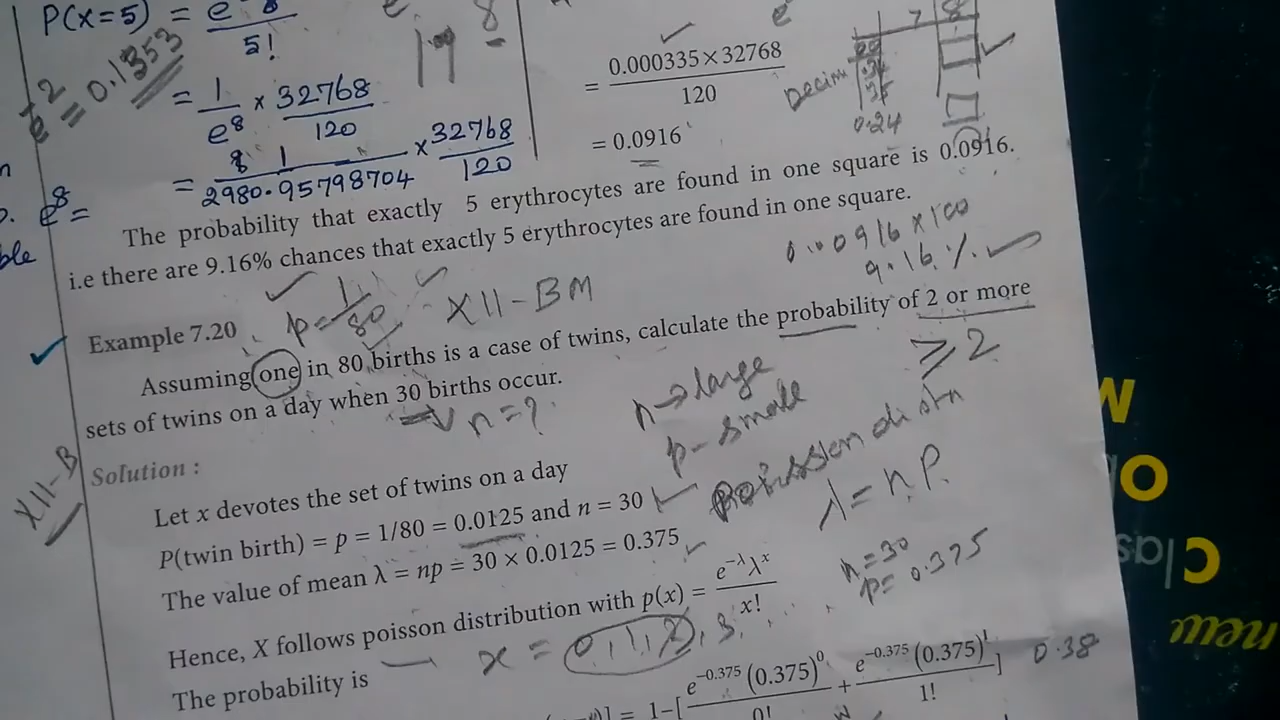 P(X=5) =
5!
e^-2 = 0.1353
= 1/e^8 × 32768/120
= 1/2980.95798704 × 32768/120
e^8 =
= 0.000335×32768/120
= 0.0916
0.24
The probability that exactly 5 erythrocytes are found in one square is 0.0916.
i.e there are 9.16% chances that exactly 5 erythrocytes are found in one square.
0.0916×100
9.16%
Example 7.20
p=1/80
XII-BM
Assuming one in 80 births is a case of twins, calculate the probability of 2 or more
≥2
sets of twins on a day when 30 births occur.
n=?
n→large
p-small
XII-B
Solution :
Let x devotes the set of twins on a day
P(twin birth) = p = 1/80 = 0.0125 and n = 30
poission distn
The value of mean λ = np = 30 × 0.0125 = 0.375
λ=n.p.
n=30
p=0.375
Hence, X follows poisson distribution with p(x) = e^-λ λ^x / x!
x = 0,1,2,3
The probability is
= 1-[ e^-0.375 (0.375)^0 / 0! + e^-0.375 (0.375)^1 / 1! ]
0.38
W
Clas
new